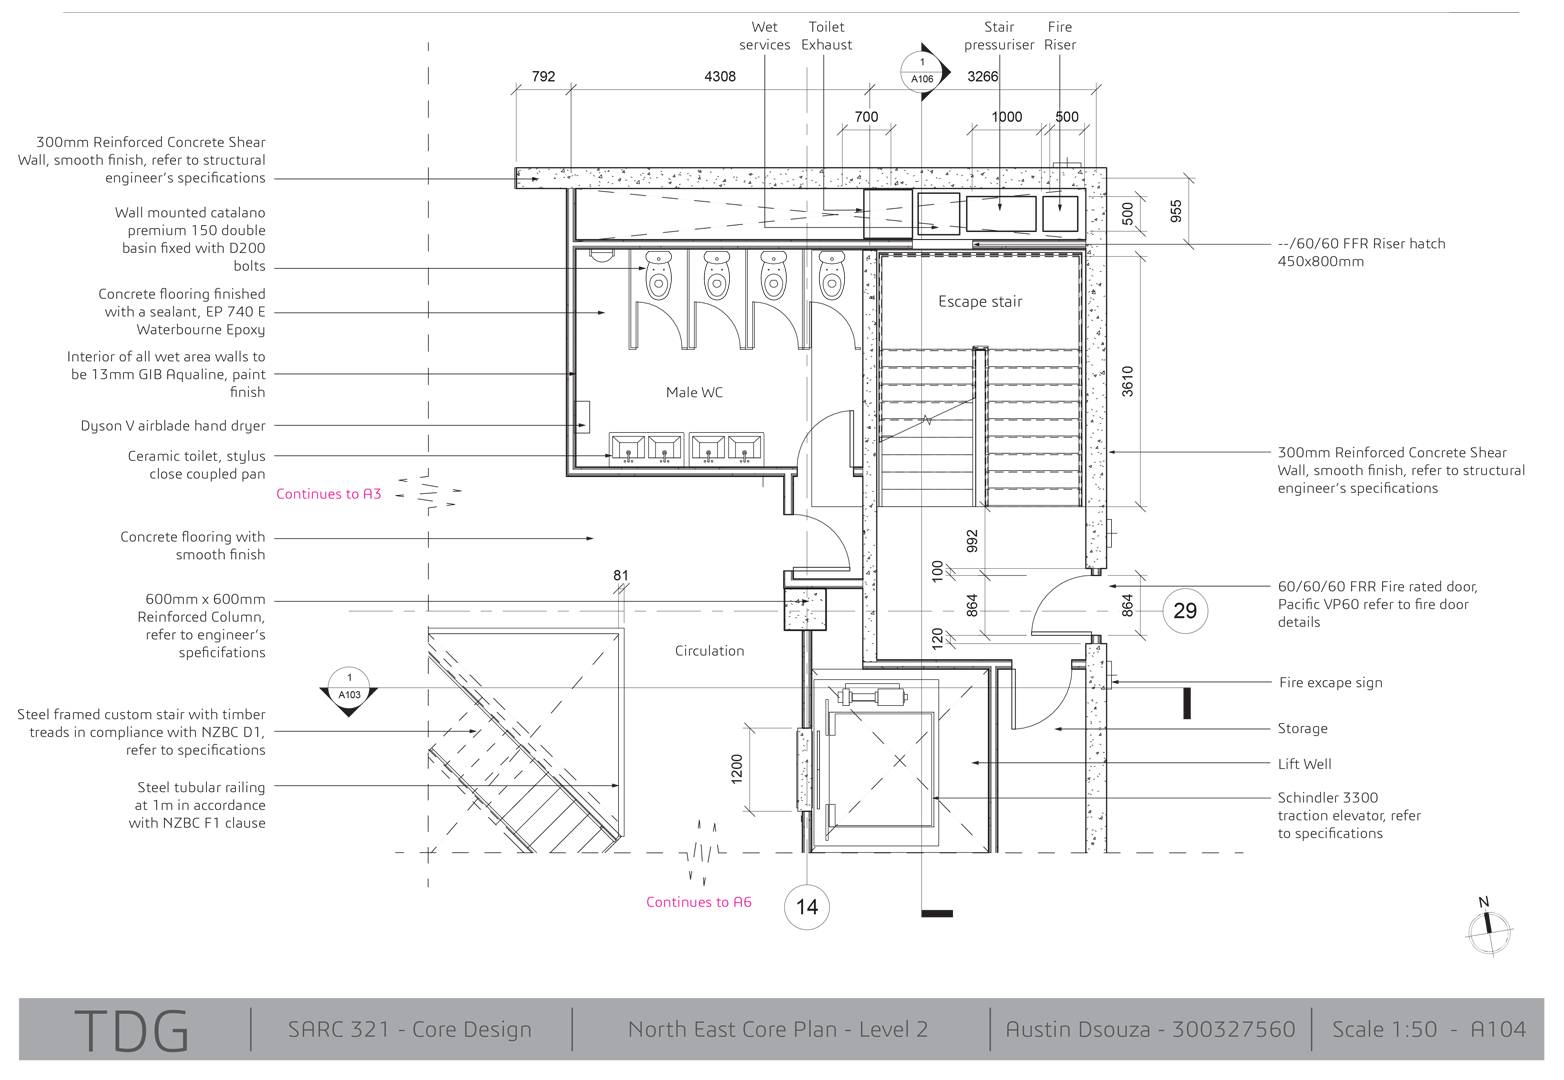 Wet
services
Toilet
Exhaust
Stair
pressuriser
Fire
Riser
1
A106
792
4308
3266
700
1000
500
300mm Reinforced Concrete Shear
Wall, smooth finish, refer to structural
engineer's specifications
Wall mounted catalano
premium 150 double
basin fixed with D200
bolts
Concrete flooring finished
with a sealant, EP 740 E
Waterbourne Epoxy
Interior of all wet area walls to
be 13mm GIB Aqualine, paint
finish
Dyson V airblade hand dryer
Ceramic toilet, stylus
close coupled pan
Continues to A3
Concrete flooring with
smooth finish
600mm x 600mm
Reinforced Column,
refer to engineer's
speficifations
1
A103
Steel framed custom stair with timber
treads in compliance with NZBC D1,
refer to specifications
Steel tubular railing
at 1m in accordance
with NZBC F1 clause
Escape stair
Male WC
Circulation
81
1200
992
100
864
120
864
500
955
3610
--/60/60 FFR Riser hatch
450x800mm
300mm Reinforced Concrete Shear
Wall, smooth finish, refer to structural
engineer's specifications
60/60/60 FRR Fire rated door,
Pacific VP60 refer to fire door
details
29
Fire excape sign
Storage
Lift Well
Schindler 3300
traction elevator, refer
to specifications
Continues to A6
14
N
TDG
SARC 321 - Core Design
North East Core Plan - Level 2
Austin Dsouza - 300327560
Scale 1:50 - A104